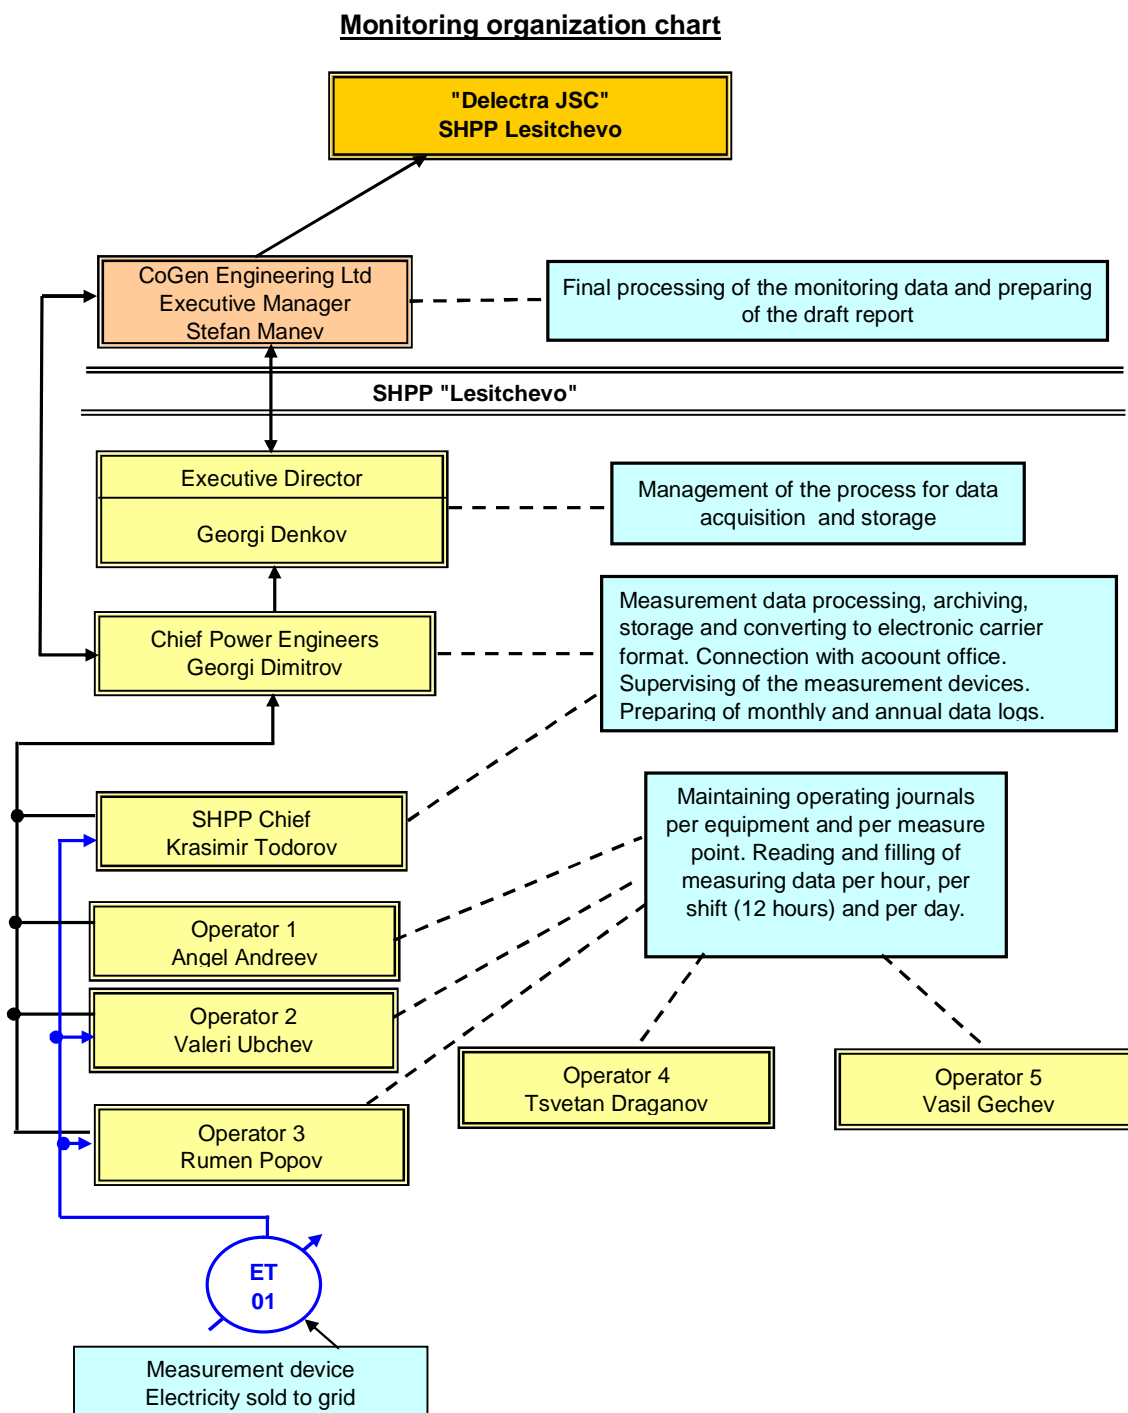 Monitoring organization chart
"Delectra JSC"
SHPP Lesitchevo
CoGen Engineering Ltd
Executive Manager
Stefan Manev
Final processing of the monitoring data and preparing
of the draft report
SHPP "Lesitchevo"
Executive Director
Georgi Denkov
Management of the process for data
acquisition and storage
Chief Power Engineers
Georgi Dimitrov
Measurement data processing, archiving,
storage and converting to electronic carrier
format. Connection with acoount office.
Supervising of the measurement devices.
Preparing of monthly and annual data logs.
SHPP Chief
Krasimir Todorov
Maintaining operating journals
per equipment and per measure
point. Reading and filling of
measuring data per hour, per
shift (12 hours) and per day.
Operator 1
Angel Andreev
Operator 2
Valeri Ubchev
Operator 3
Rumen Popov
Operator 4
Tsvetan Draganov
Operator 5
Vasil Gechev
ET
01
Measurement device
Electricity sold to grid